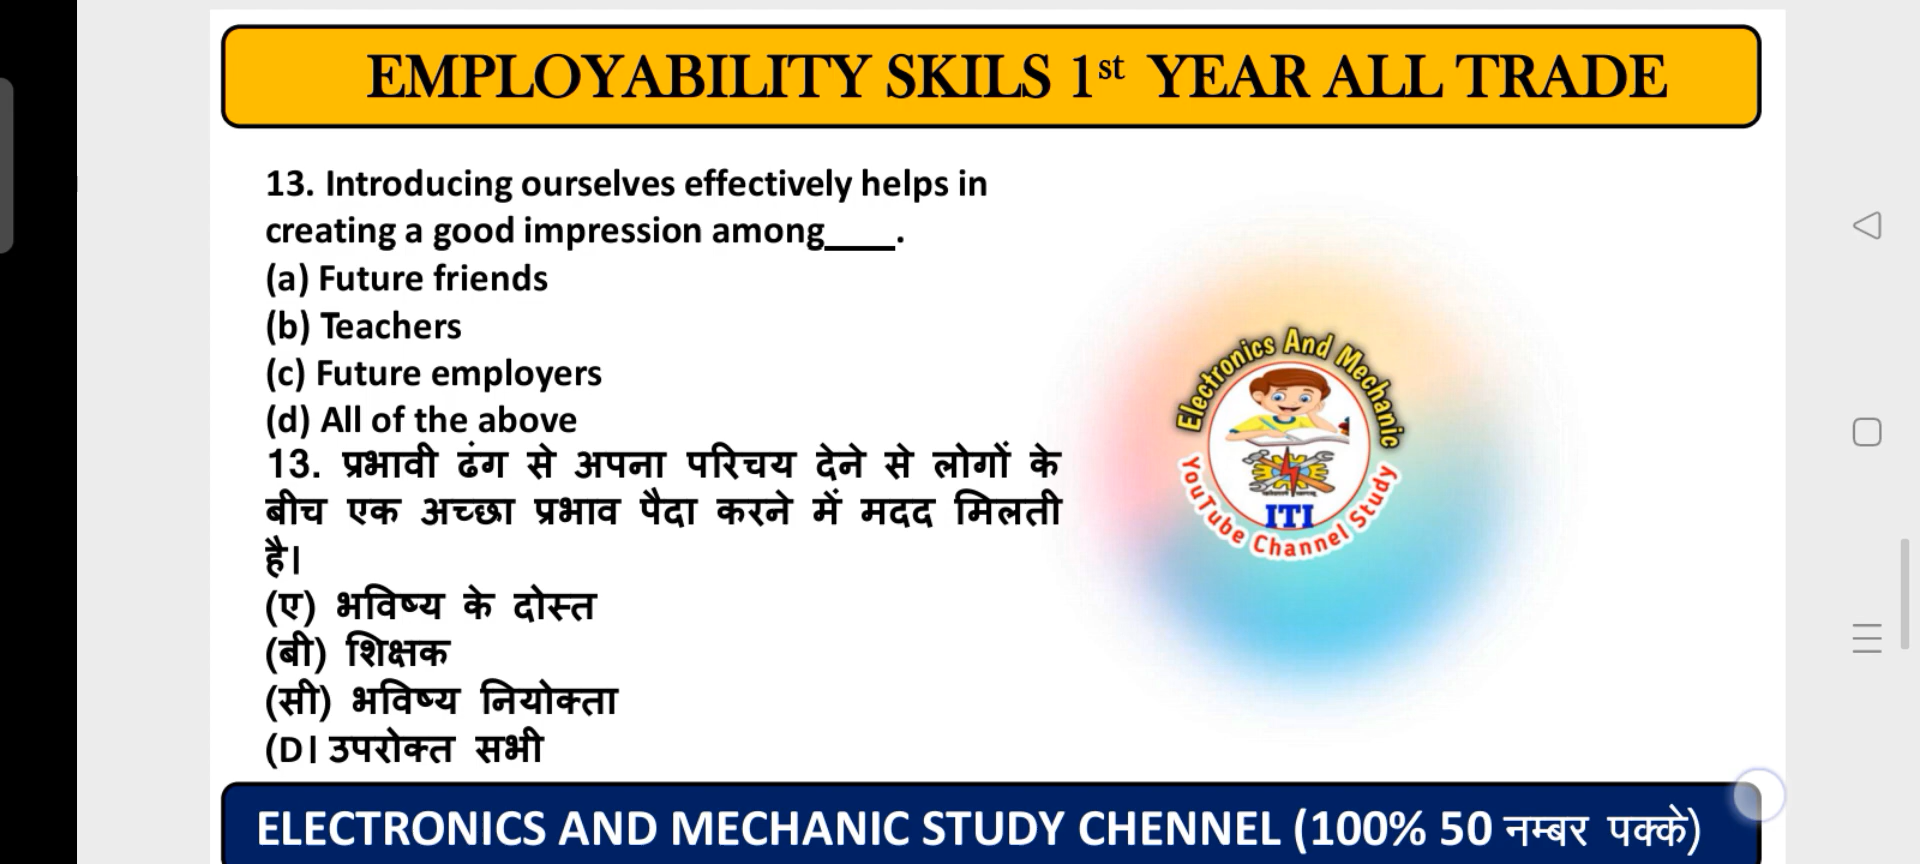 EMPLOYABILITY SKILS 1st YEAR ALL TRADE
13. Introducing ourselves effectively helps in
creating a good impression among____.
(a) Future friends
(b) Teachers
(c) Future employers
(d) All of the above
13. प्रभावी ढंग से अपना परिचय देने से लोगों के
बीच एक अच्छा प्रभाव पैदा करने में मदद मिलती
है।
(ए) भविष्य के दोस्त
(बी) शिक्षक
(सी) भविष्य नियोक्ता
(D। उपरोक्त सभी
Electronics And Mechanic
ITI
YouTube Channel Study
ELECTRONICS AND MECHANIC STUDY CHENNEL (100% 50 नम्बर पक्के)